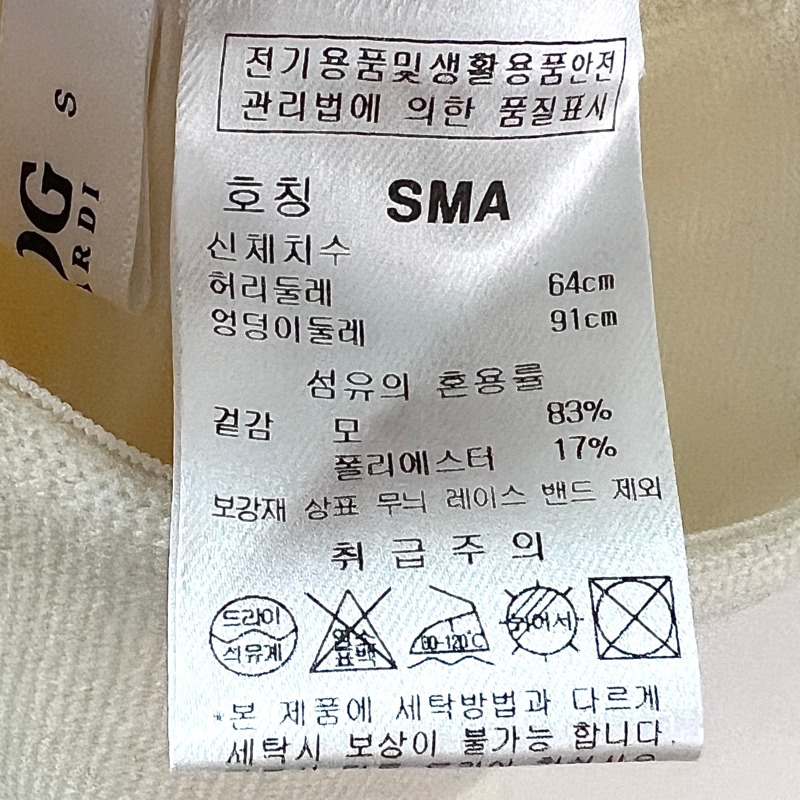 S
전기용품및생활용품안전
관리법에 의한 품질표시
호칭 SMA
신체치수
허리둘레 64cm
엉덩이둘레 91cm
섬유의 혼용률
겉감 모 83%
폴리에스터 17%
보강재 상표 무늬 레이스 밴드 제외
취급주의
드라이
석유계
염소
표백
80-120℃
뉘어서
*본 제품에 세탁방법과 다르게
세탁시 보상이 불가능 합니다.